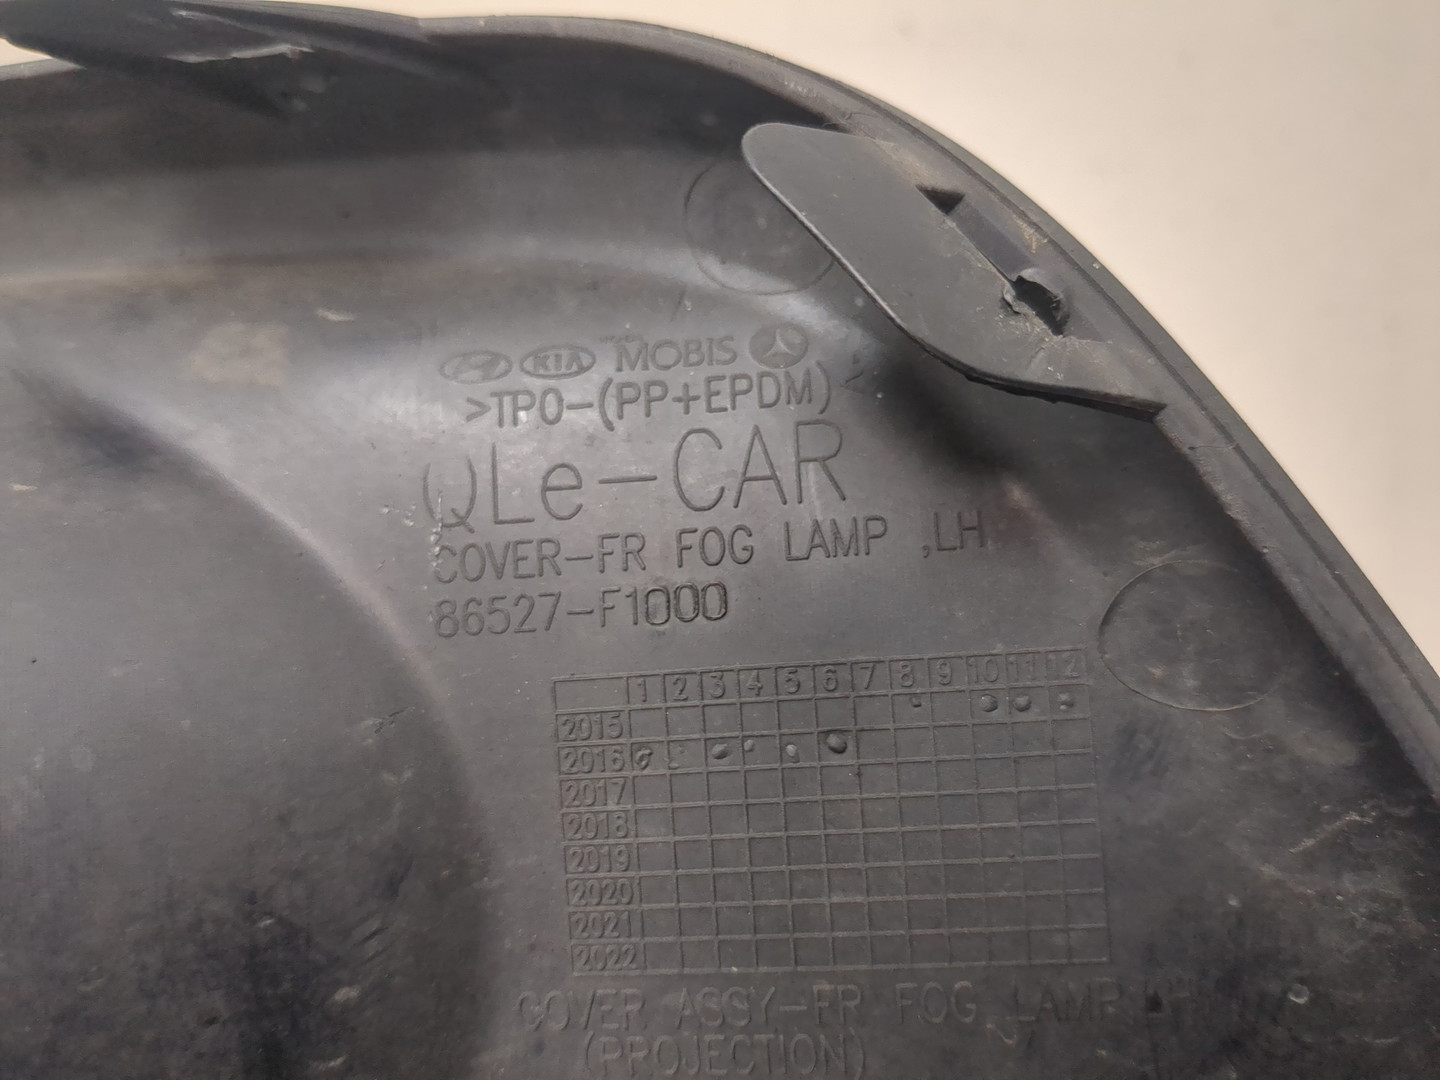 KIA MOBIS
>TPO-(PP+EPDM)<
QLe-CAR
COVER-FR FOG LAMP ,LH
86527-F1000
1 2 3 4 5 6 7 8 9 10 11 12
2015
2016
2017
2018
2019
2020
2021
2022
COVER ASSY-FR FOG LAMP
(PROJECTION)